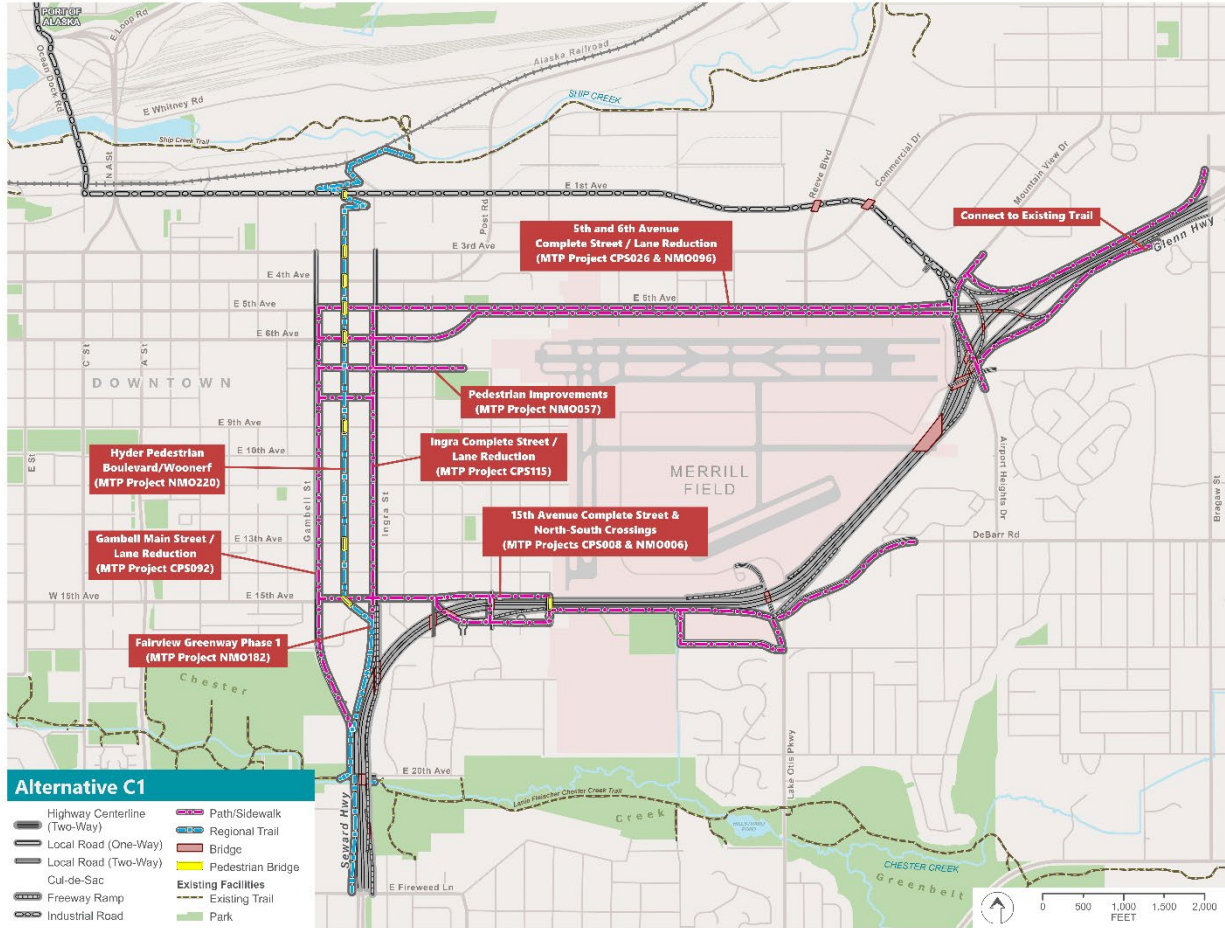 PORT OF
ALASKA
E Loop Rd
Ocean Dock Rd
E Whitney Rd
Alaska Railroad
SHIP CREEK
Ship Creek Trail
N A St
E 1st Ave
Reeve Blvd
Commercial Dr
Mountain View Dr
Post Rd
E 3rd Ave
Connect to Existing Trail
Glenn Hwy
5th and 6th Avenue
Complete Street / Lane Reduction
(MTP Project CPS026 & NMO096)
E 4th Ave
E 5th Ave
E 5th Ave
E 6th Ave
C St
A St
DOWNTOWN
Pedestrian Improvements
(MTP Project NMO057)
E 9th Ave
E 10th Ave
E St
Hyder Pedestrian
Boulevard/Woonerf
(MTP Project NMO220)
Ingra Complete Street /
Lane Reduction
(MTP Project CPS115)
Gambell St
Ingra St
MERRILL
FIELD
Airport Heights Dr
Bragaw St
15th Avenue Complete Street &
North-South Crossings
(MTP Projects CPS008 & NMO006)
Gambell Main Street /
Lane Reduction
(MTP Project CPS092)
E 13th Ave
DeBarr Rd
W 15th Ave
E 15th Ave
Fairview Greenway Phase 1
(MTP Project NMO182)
Chester
Creek
Greenbelt
E 20th Ave
Lanie Fleischer Chester Creek Trail
Lake Otis Pkwy
Seward Hwy
CHESTER CREEK
E Fireweed Ln
Alternative C1
Highway Centerline
(Two-Way)
Local Road (One-Way)
Local Road (Two-Way)
Cul-de-Sac
Freeway Ramp
Industrial Road
Path/Sidewalk
Regional Trail
Bridge
Pedestrian Bridge
Existing Facilities
Existing Trail
Park
0 500 1,000 1,500 2,000
FEET